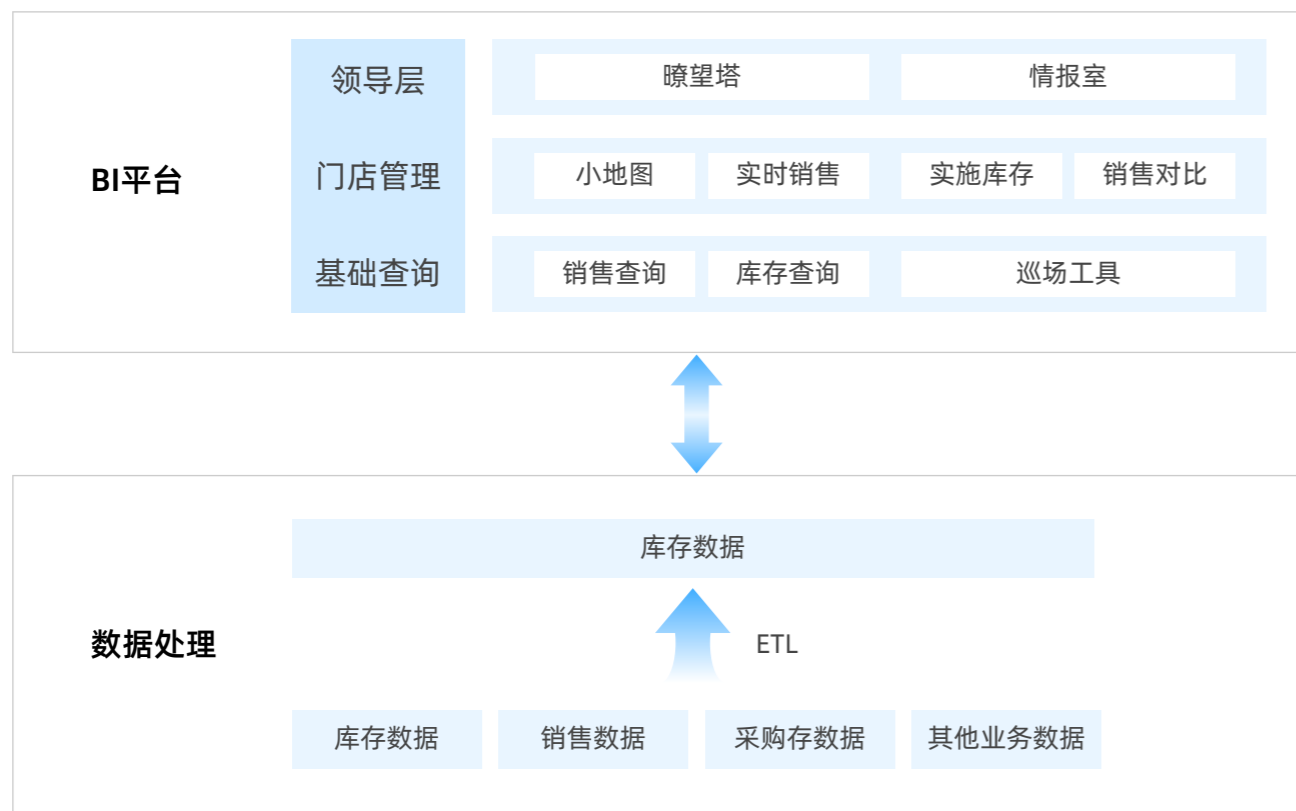 领导层
暸望塔
情报室
BI平台
门店管理
小地图
实时销售
实施库存
销售对比
基础查询
销售查询
库存查询
巡场工具
库存数据
数据处理
ETL
库存数据
销售数据
采购存数据
其他业务数据